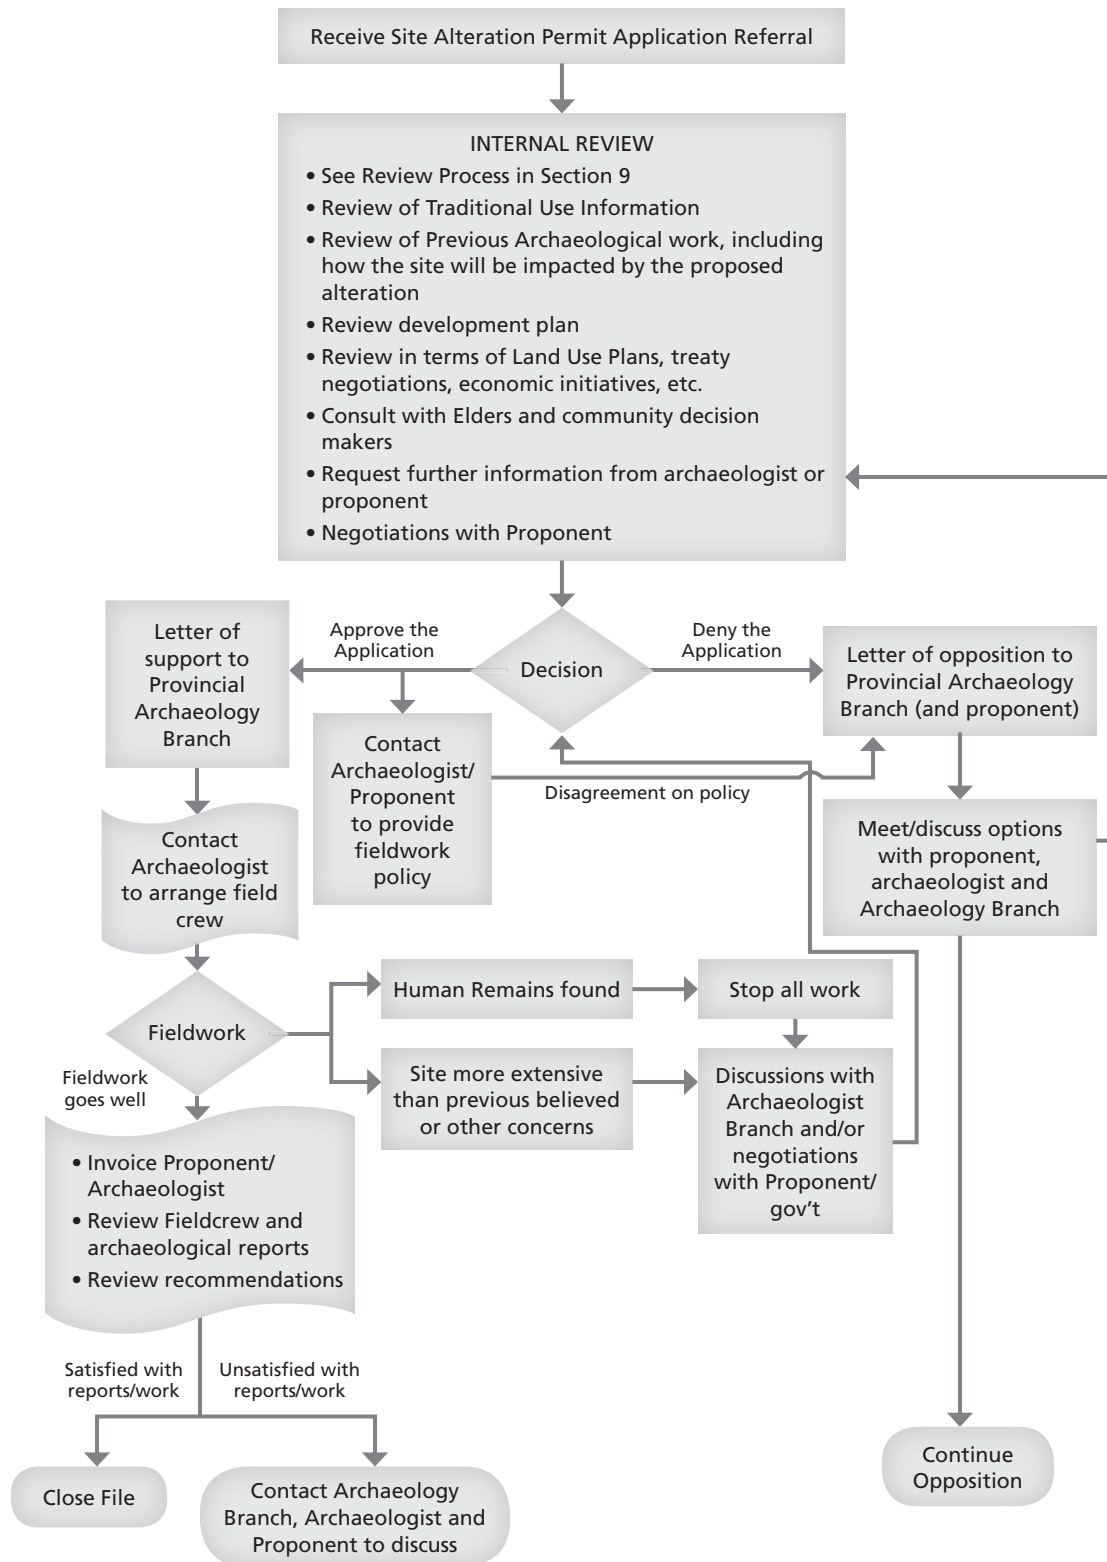 Receive Site Alteration Permit Application Referral
INTERNAL REVIEW
• See Review Process in Section 9
• Review of Traditional Use Information
• Review of Previous Archaeological work, including
how the site will be impacted by the proposed
alteration
• Review development plan
• Review in terms of Land Use Plans, treaty
negotiations, economic initiatives, etc.
• Consult with Elders and community decision
makers
• Request further information from archaeologist or
proponent
• Negotiations with Proponent
Decision
Approve the
Application
Deny the
Application
Letter of
support to
Provincial
Archaeology
Branch
Contact
Archaeologist/
Proponent
to provide
fieldwork
policy
Disagreement on policy
Letter of opposition to
Provincial Archaeology
Branch (and proponent)
Meet/discuss options
with proponent,
archaeologist and
Archaeology Branch
Contact
Archaeologist
to arrange field
crew
Fieldwork
Human Remains found
Stop all work
Site more extensive
than previous believed
or other concerns
Discussions with
Archaeologist
Branch and/or
negotiations
with Proponent/
gov't
Fieldwork
goes well
• Invoice Proponent/
Archaeologist
• Review Fieldcrew and
archaeological reports
• Review recommendations
Satisfied with
reports/work
Unsatisfied with
reports/work
Close File
Contact Archaeology
Branch, Archaeologist and
Proponent to discuss
Continue
Opposition